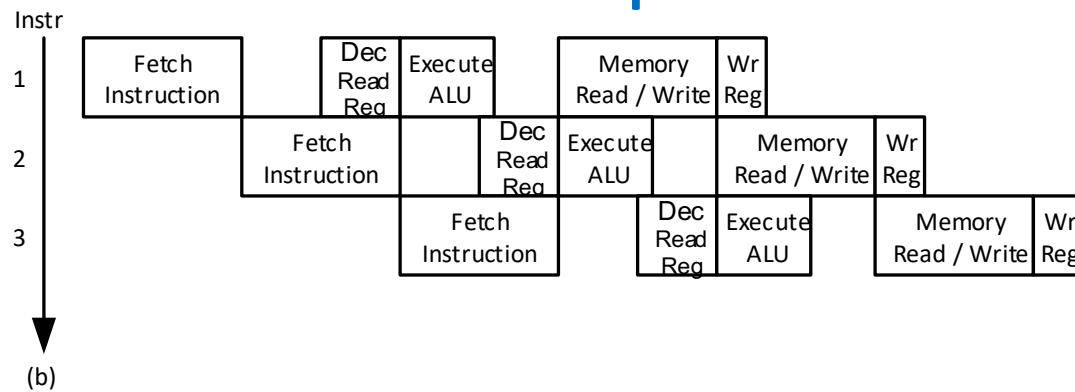 Instr
1
Fetch
Instruction
Dec
Read
Reg
Execute
ALU
Memory
Read / Write
Wr
Reg
2
Fetch
Instruction
Dec
Read
Reg
Execute
ALU
Memory
Read / Write
Wr
Reg
3
Fetch
Instruction
Dec
Read
Reg
Execute
ALU
Memory
Read / Write
Wr
Reg
(b)